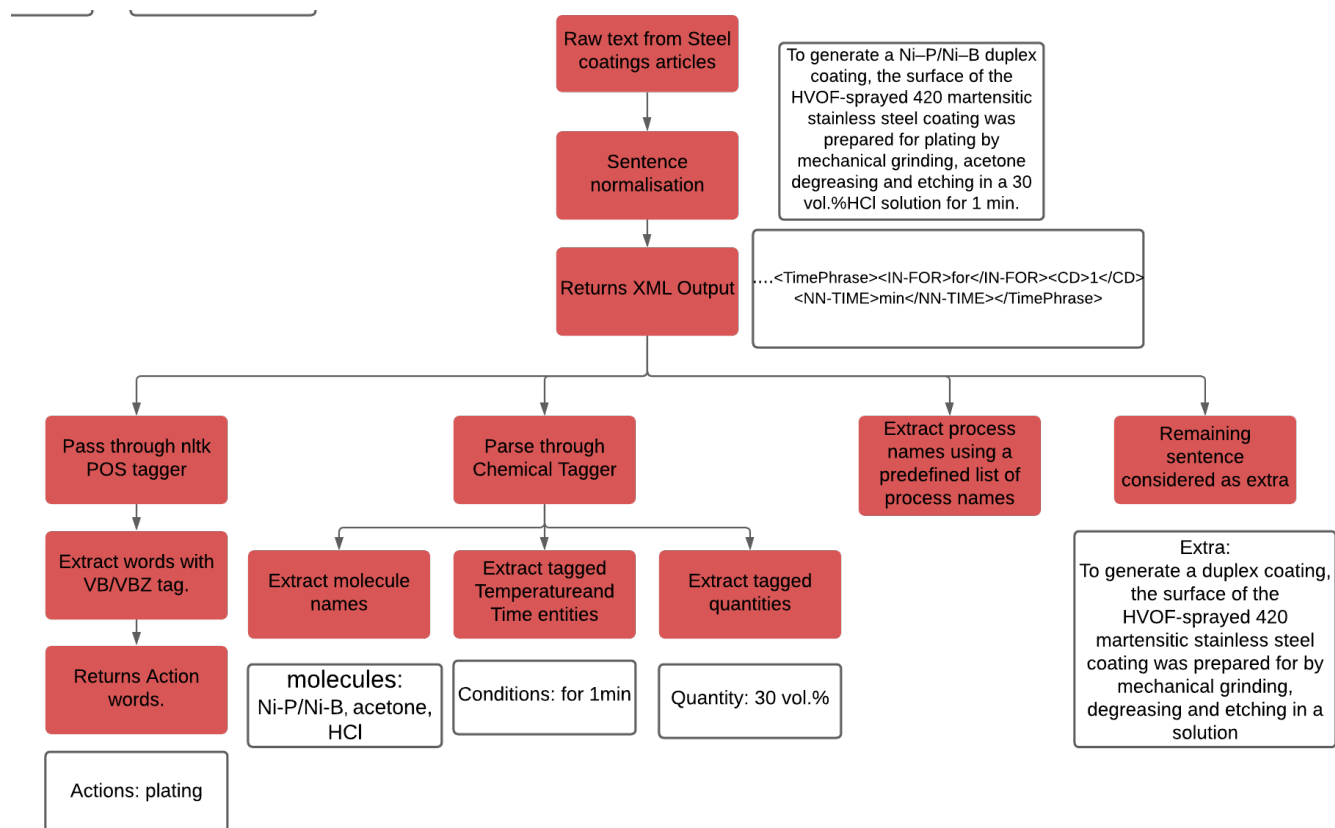 Raw text from Steel
coatings articles
To generate a Ni–P/Ni–B duplex
coating, the surface of the
HVOF-sprayed 420 martensitic
stainless steel coating was
prepared for plating by
mechanical grinding, acetone
degreasing and etching in a 30
vol.%HCl solution for 1 min.
Sentence
normalisation
Returns XML Output
....<TimePhrase><IN-FOR>for</IN-FOR><CD>1</CD>
<NN-TIME>min</NN-TIME></TimePhrase>
Pass through nltk
POS tagger
Parse through
Chemical Tagger
Extract process
names using a
predefined list of
process names
Remaining
sentence
considered as extra
Extract words with
VB/VBZ tag.
Extract molecule
names
Extract tagged
Temperatureand
Time entities
Extract tagged
quantities
Extra:
To generate a duplex coating,
the surface of the
HVOF-sprayed 420
martensitic stainless steel
coating was prepared for by
mechanical grinding,
degreasing and etching in a
solution
Returns Action
words.
molecules:
Ni-P/Ni-B, acetone,
HCl
Conditions: for 1min
Quantity: 30 vol.%
Actions: plating